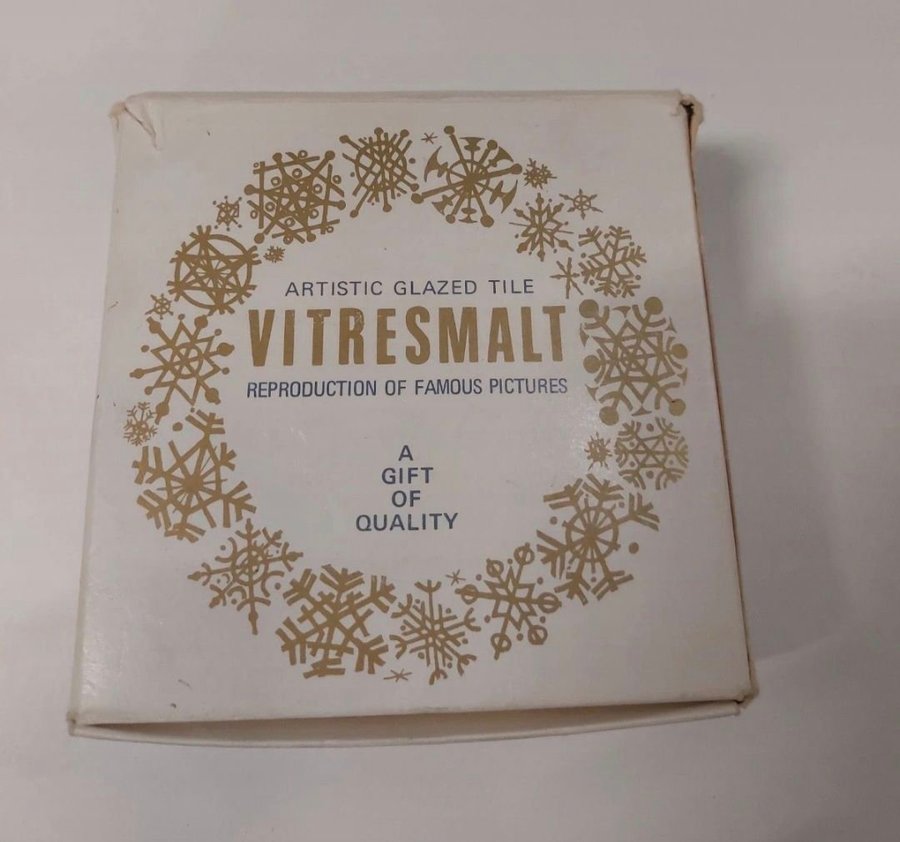 ARTISTIC GLAZED TILE
VITRESMALT
REPRODUCTION OF FAMOUS PICTURES
A
GIFT
OF
QUALITY